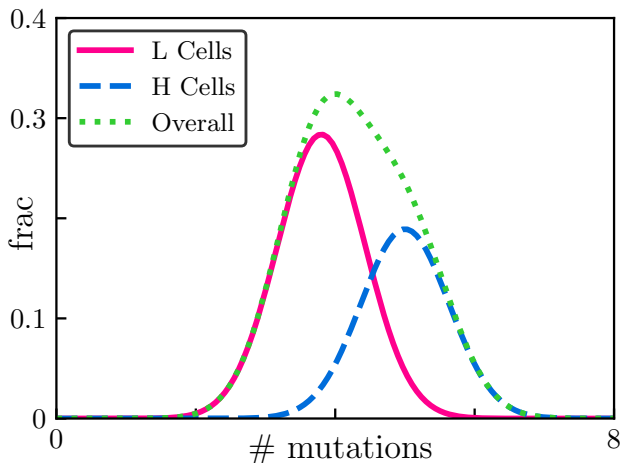 0.4
L Cells
H Cells
Overall
0.3
frac
0.1
0
0
# mutations
8